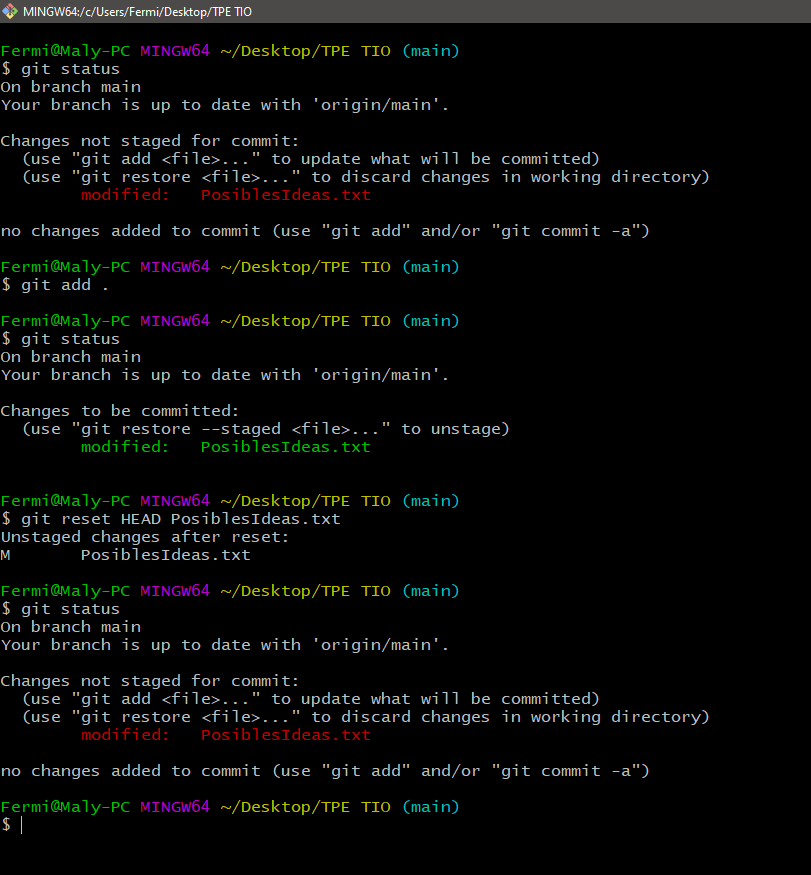 MINGW64:/c/Users/Fermi/Desktop/TPE TIO
Fermi@Maly-PC MINGW64 ~/Desktop/TPE TIO (main)
$ git status
On branch main
Your branch is up to date with 'origin/main'.
Changes not staged for commit:
  (use "git add <file>..." to update what will be committed)
  (use "git restore <file>..." to discard changes in working directory)
        modified:   PosiblesIdeas.txt
no changes added to commit (use "git add" and/or "git commit -a")
Fermi@Maly-PC MINGW64 ~/Desktop/TPE TIO (main)
$ git add .
Fermi@Maly-PC MINGW64 ~/Desktop/TPE TIO (main)
$ git status
On branch main
Your branch is up to date with 'origin/main'.
Changes to be committed:
  (use "git restore --staged <file>..." to unstage)
        modified:   PosiblesIdeas.txt
Fermi@Maly-PC MINGW64 ~/Desktop/TPE TIO (main)
$ git reset HEAD PosiblesIdeas.txt
Unstaged changes after reset:
M       PosiblesIdeas.txt
Fermi@Maly-PC MINGW64 ~/Desktop/TPE TIO (main)
$ git status
On branch main
Your branch is up to date with 'origin/main'.
Changes not staged for commit:
  (use "git add <file>..." to update what will be committed)
  (use "git restore <file>..." to discard changes in working directory)
        modified:   PosiblesIdeas.txt
no changes added to commit (use "git add" and/or "git commit -a")
Fermi@Maly-PC MINGW64 ~/Desktop/TPE TIO (main)
$